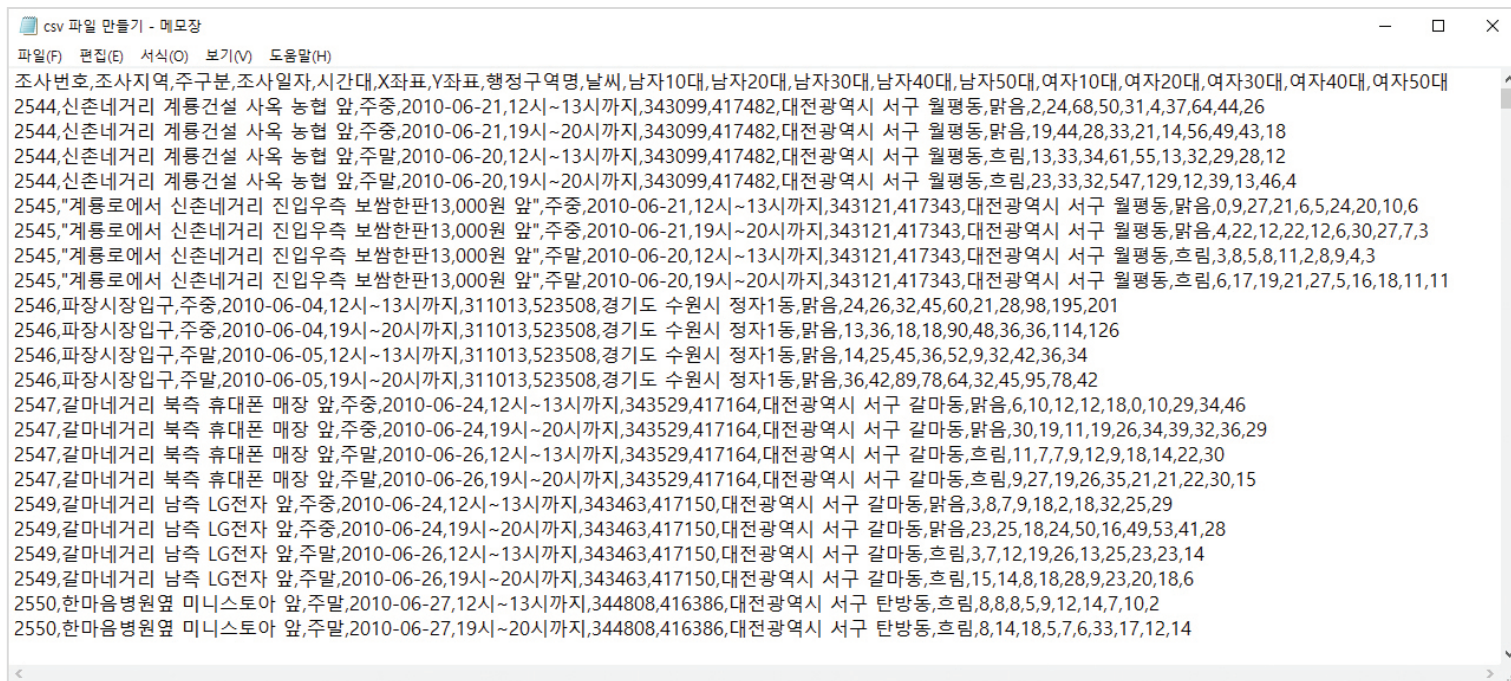 csv 파일 만들기 - 메모장
파일(F) 편집(E) 서식(O) 보기(V) 도움말(H)
조사번호,조사지역,주구분,조사일자,시간대,X좌표,Y좌표,행정구역명,날씨,남자10대,남자20대,남자30대,남자40대,남자50대,여자10대,여자20대,여자30대,여자40대,여자50대
2544,신촌네거리 계룡건설 사옥 농협 앞,주중,2010-06-21,12시~13시까지,343099,417482,대전광역시 서구 월평동,맑음,2,24,68,50,31,4,37,64,44,26
2544,신촌네거리 계룡건설 사옥 농협 앞,주중,2010-06-21,19시~20시까지,343099,417482,대전광역시 서구 월평동,맑음,19,44,28,33,21,14,56,49,43,18
2544,신촌네거리 계룡건설 사옥 농협 앞,주말,2010-06-20,12시~13시까지,343099,417482,대전광역시 서구 월평동,흐림,13,33,34,61,55,13,32,29,28,12
2544,신촌네거리 계룡건설 사옥 농협 앞,주말,2010-06-20,19시~20시까지,343099,417482,대전광역시 서구 월평동,흐림,23,33,32,547,129,12,39,13,46,4
2545,"계룡로에서 신촌네거리 진입우측 보쌈한판13,000원 앞",주중,2010-06-21,12시~13시까지,343121,417343,대전광역시 서구 월평동,맑음,0,9,27,21,6,5,24,20,10,6
2545,"계룡로에서 신촌네거리 진입우측 보쌈한판13,000원 앞",주중,2010-06-21,19시~20시까지,343121,417343,대전광역시 서구 월평동,맑음,4,22,12,22,12,6,30,27,7,3
2545,"계룡로에서 신촌네거리 진입우측 보쌈한판13,000원 앞",주말,2010-06-20,12시~13시까지,343121,417343,대전광역시 서구 월평동,흐림,3,8,5,8,11,2,8,9,4,3
2545,"계룡로에서 신촌네거리 진입우측 보쌈한판13,000원 앞",주말,2010-06-20,19시~20시까지,343121,417343,대전광역시 서구 월평동,흐림,6,17,19,21,27,5,16,18,11,11
2546,파장시장입구,주중,2010-06-04,12시~13시까지,311013,523508,경기도 수원시 정자1동,맑음,24,26,32,45,60,21,28,98,195,201
2546,파장시장입구,주중,2010-06-04,19시~20시까지,311013,523508,경기도 수원시 정자1동,맑음,13,36,18,18,90,48,36,36,114,126
2546,파장시장입구,주말,2010-06-05,12시~13시까지,311013,523508,경기도 수원시 정자1동,맑음,14,25,45,36,52,9,32,42,36,34
2546,파장시장입구,주말,2010-06-05,19시~20시까지,311013,523508,경기도 수원시 정자1동,맑음,36,42,89,78,64,32,45,95,78,42
2547,갈마네거리 북측 휴대폰 매장 앞,주중,2010-06-24,12시~13시까지,343529,417164,대전광역시 서구 갈마동,맑음,6,10,12,12,18,0,10,29,34,46
2547,갈마네거리 북측 휴대폰 매장 앞,주중,2010-06-24,19시~20시까지,343529,417164,대전광역시 서구 갈마동,맑음,30,19,11,19,26,34,39,32,36,29
2547,갈마네거리 북측 휴대폰 매장 앞,주말,2010-06-26,12시~13시까지,343529,417164,대전광역시 서구 갈마동,흐림,11,7,7,9,12,9,18,14,22,30
2547,갈마네거리 북측 휴대폰 매장 앞,주말,2010-06-26,19시~20시까지,343529,417164,대전광역시 서구 갈마동,흐림,9,27,19,26,35,21,21,22,30,15
2549,갈마네거리 남측 LG전자 앞,주중,2010-06-24,12시~13시까지,343463,417150,대전광역시 서구 갈마동,맑음,3,8,7,9,18,2,18,32,25,29
2549,갈마네거리 남측 LG전자 앞,주중,2010-06-24,19시~20시까지,343463,417150,대전광역시 서구 갈마동,맑음,23,25,18,24,50,16,49,53,41,28
2549,갈마네거리 남측 LG전자 앞,주말,2010-06-26,12시~13시까지,343463,417150,대전광역시 서구 갈마동,흐림,3,7,12,19,26,13,25,23,23,14
2549,갈마네거리 남측 LG전자 앞,주말,2010-06-26,19시~20시까지,343463,417150,대전광역시 서구 갈마동,흐림,15,14,8,18,28,9,23,20,18,6
2550,한마음병원옆 미니스토아 앞,주말,2010-06-27,12시~13시까지,344808,416386,대전광역시 서구 탄방동,흐림,8,8,8,5,9,12,14,7,10,2
2550,한마음병원옆 미니스토아 앞,주말,2010-06-27,19시~20시까지,344808,416386,대전광역시 서구 탄방동,흐림,8,14,18,5,7,6,33,17,12,14